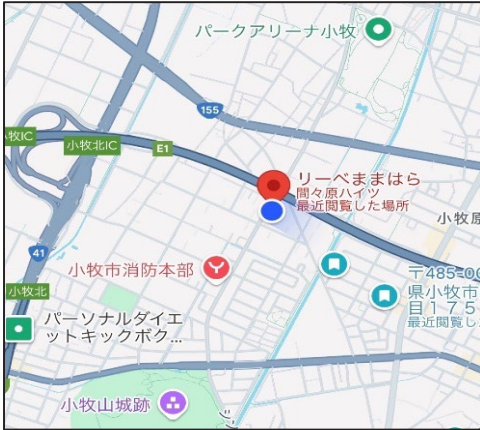 パークアリーナ小牧
155
小牧IC
小牧北IC
E1
リーベままはら
間々原ハイツ
最近閲覧した場所
小牧原
41
小牧市消防本部
〒485-00
県小牧市
目175
最近閲覧し
小牧北
パーソナルダイエ
ットキックボク...
小牧山城跡